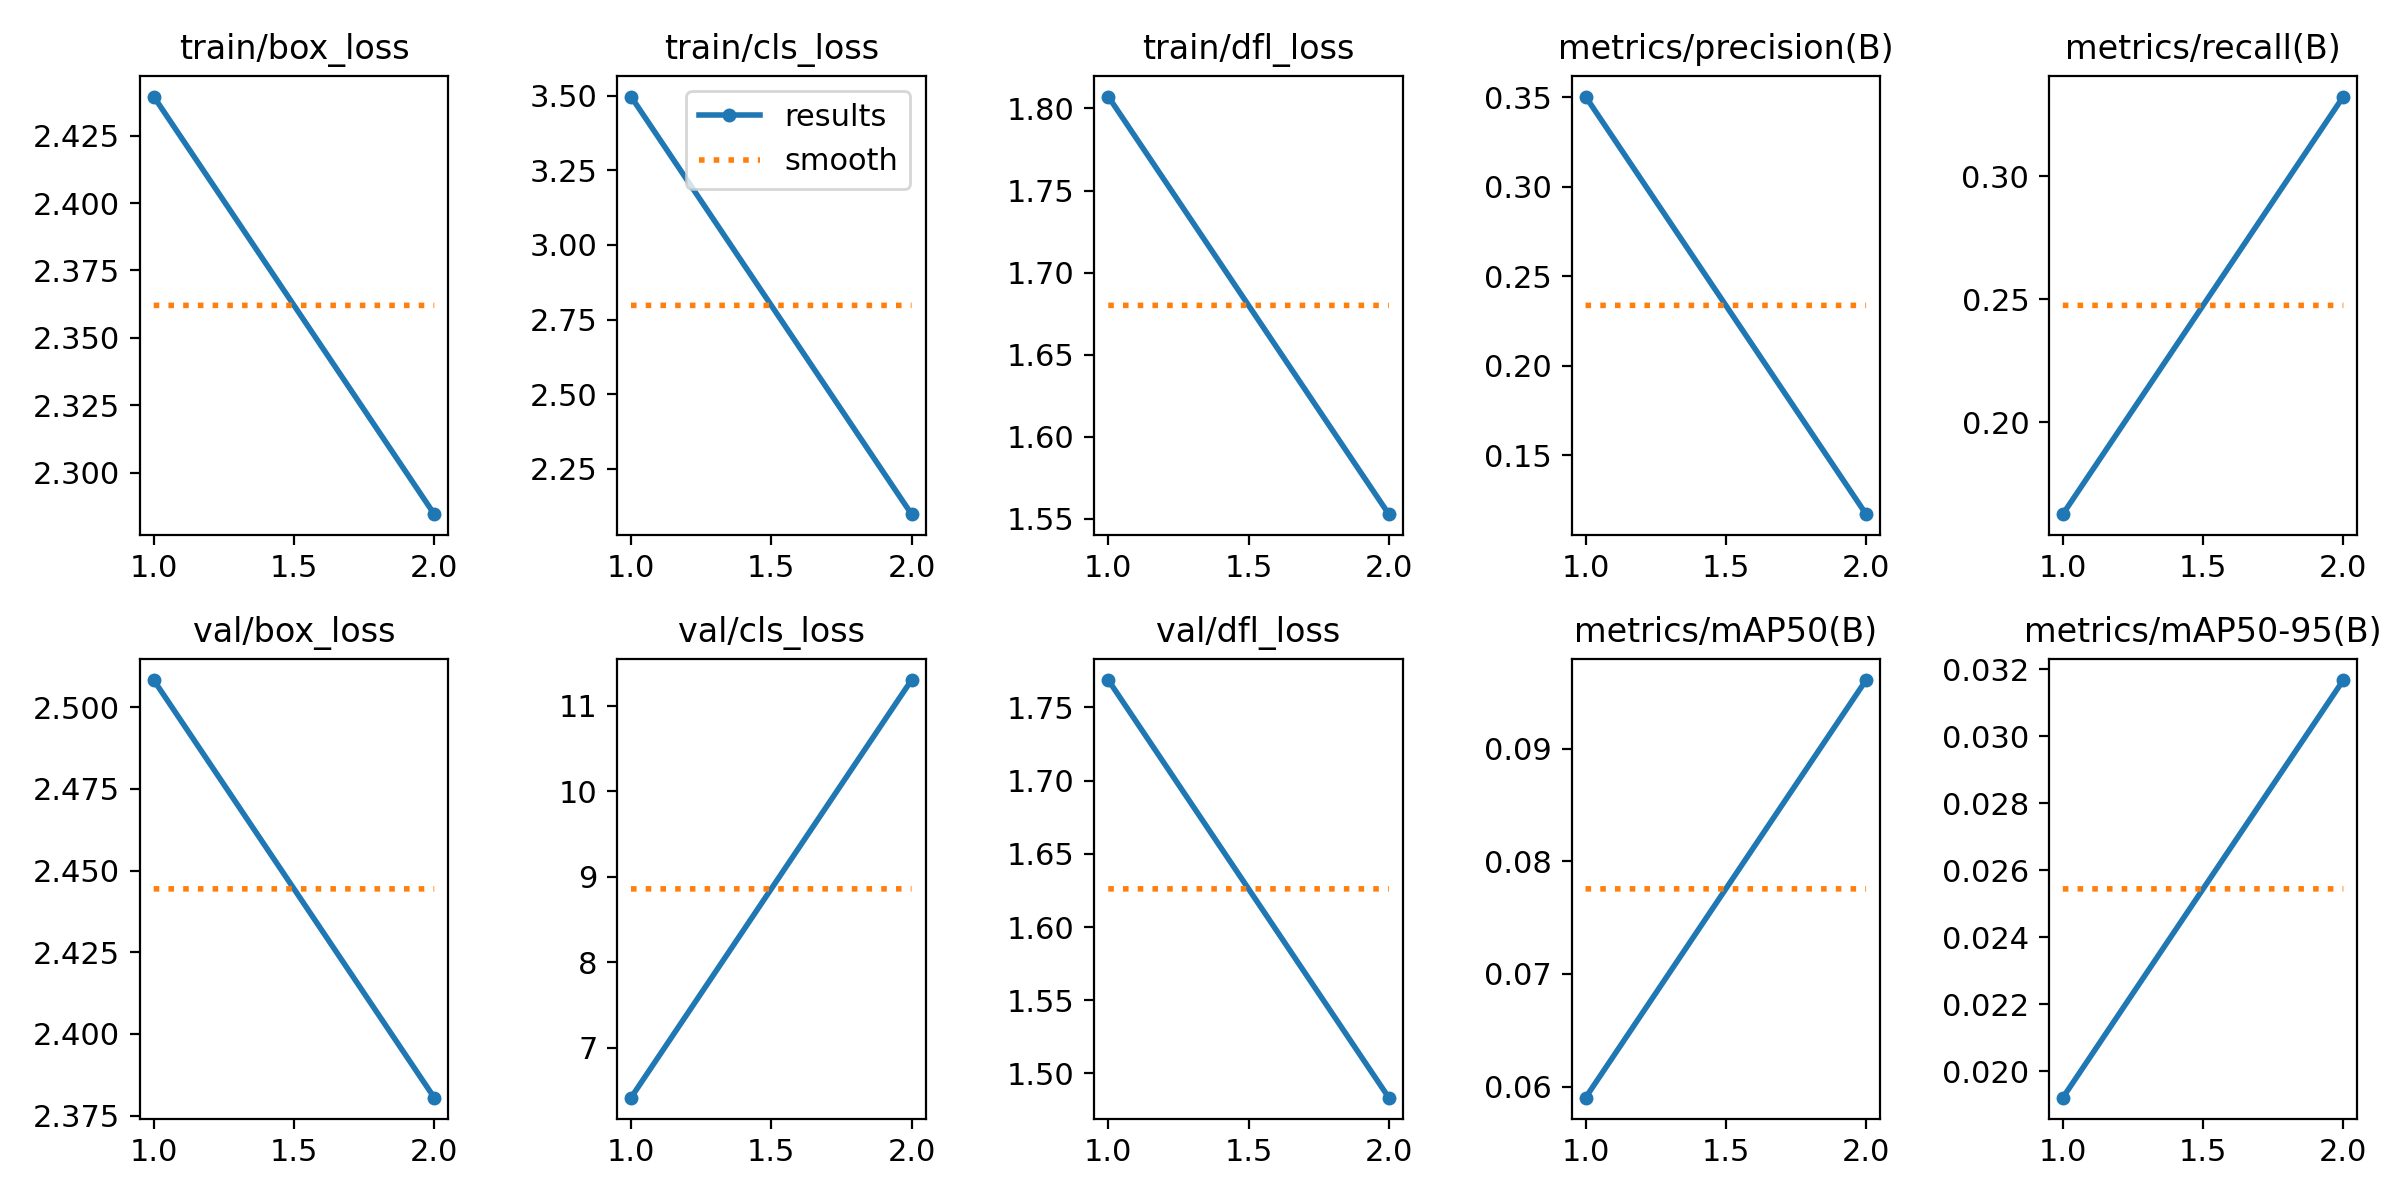 train/box_loss
2.425
2.400
2.375
2.350
2.325
2.300
1.0 1.5 2.0
train/cls_loss
results
smooth
3.50
3.25
3.00
2.75
2.50
2.25
1.0 1.5 2.0
train/dfl_loss
1.80
1.75
1.70
1.65
1.60
1.55
1.0 1.5 2.0
metrics/precision(B)
0.35
0.30
0.25
0.20
0.15
1.0 1.5 2.0
metrics/recall(B)
0.30
0.25
0.20
1.0 1.5 2.0
val/box_loss
2.500
2.475
2.450
2.425
2.400
2.375
1.0 1.5 2.0
val/cls_loss
11
10
9
8
7
1.0 1.5 2.0
val/dfl_loss
1.75
1.70
1.65
1.60
1.55
1.50
1.0 1.5 2.0
metrics/mAP50(B)
0.09
0.08
0.07
0.06
1.0 1.5 2.0
metrics/mAP50-95(B)
0.032
0.030
0.028
0.026
0.024
0.022
0.020
1.0 1.5 2.0